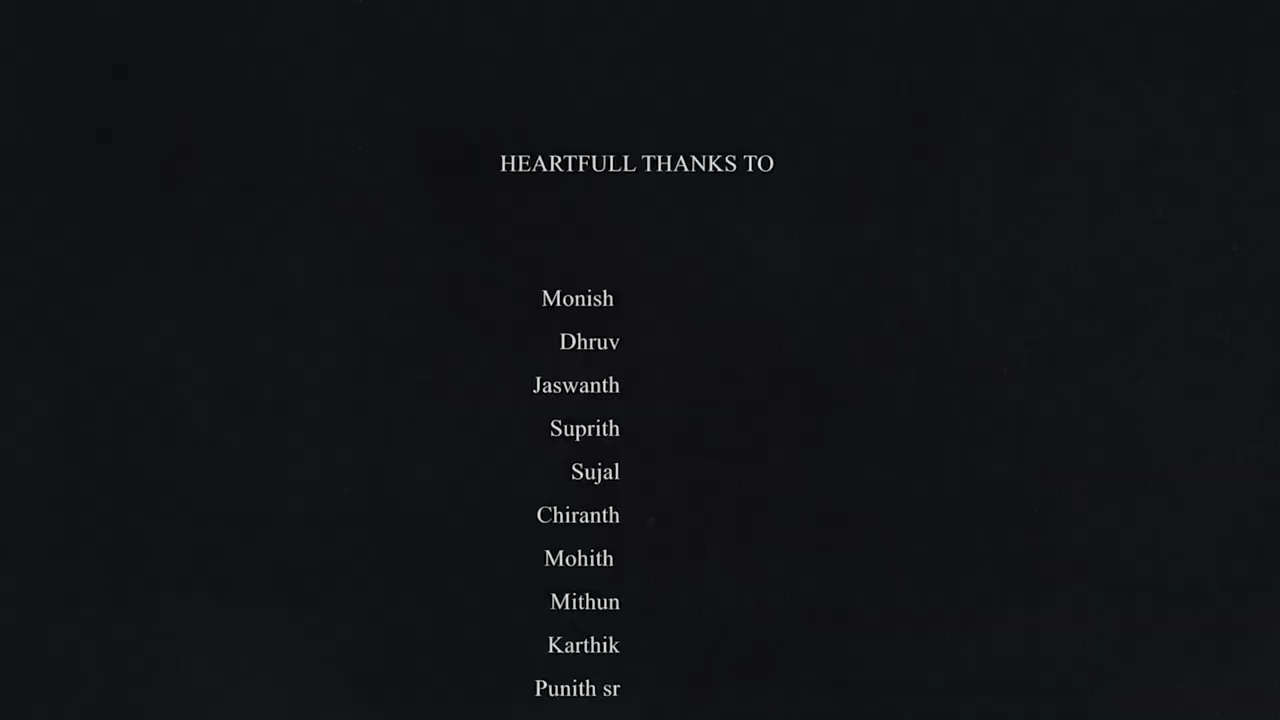 HEARTFULL THANKS TO
Monish
Dhruv
Jaswanth
Suprith
Sujal
Chiranth
Mohith
Mithun
Karthik
Punith sr